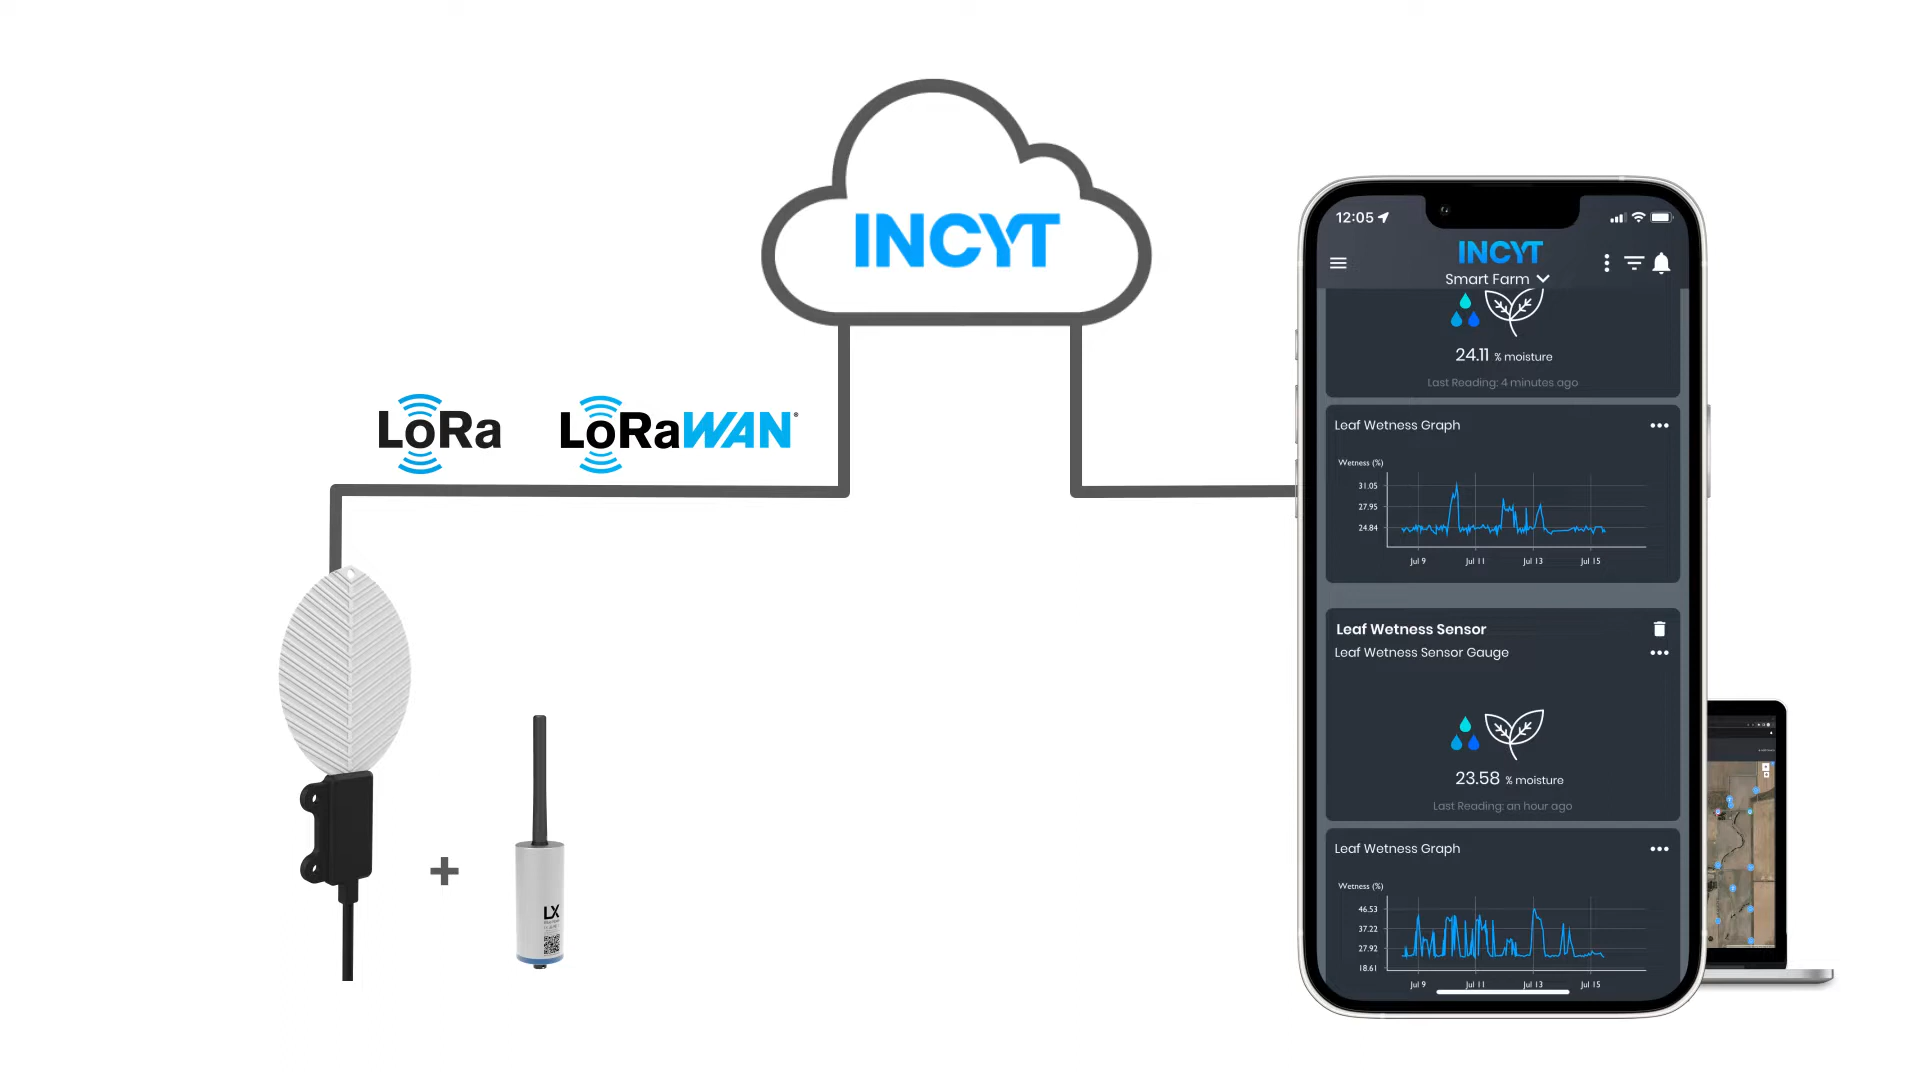 INCYT
LoRa
LoRaWAN®
LX
12:05
INCYT
Smart Farm
24.11 % moisture
Last Reading: 4 minutes ago
Leaf Wetness Graph
Wetness (%)
31.05
27.95
24.84
Jul 9 Jul 11 Jul 13 Jul 15
Leaf Wetness Sensor
Leaf Wetness Sensor Gauge
23.58 % moisture
Last Reading: an hour ago
Leaf Wetness Graph
Wetness (%)
46.53
37.22
27.92
18.61
Jul 9 Jul 11 Jul 13 Jul 15